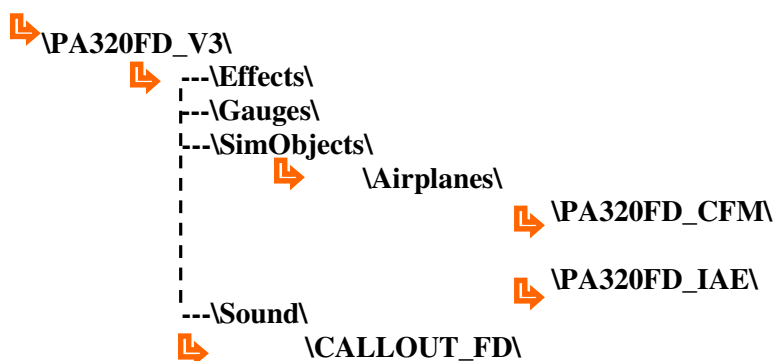 \PA320FD_V3\
---\Effects\
---\Gauges\
---\SimObjects\
\Airplanes\
\PA320FD_CFM\
\PA320FD_IAE\
---\Sound\
\CALLOUT_FD\